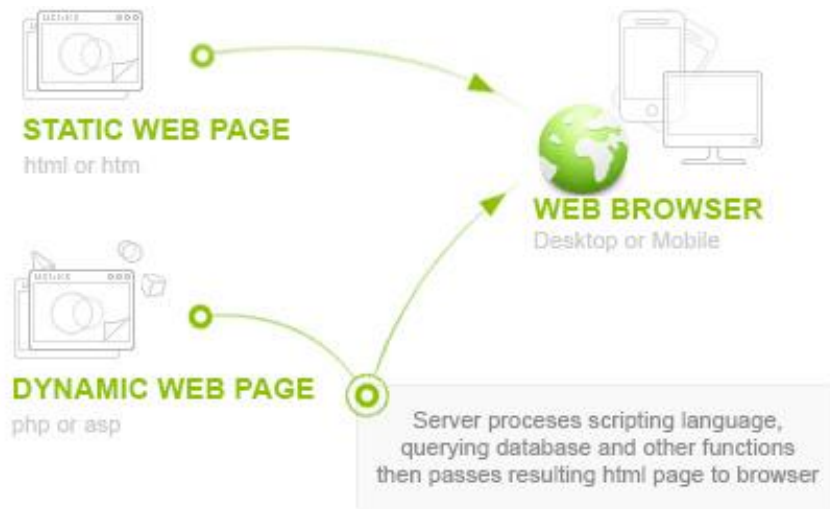 STATIC WEB PAGE
html or htm
WEB BROWSER
Desktop or Mobile
DYNAMIC WEB PAGE
php or asp
Server proceses scripting language,
querying database and other functions
then passes resulting html page to browser